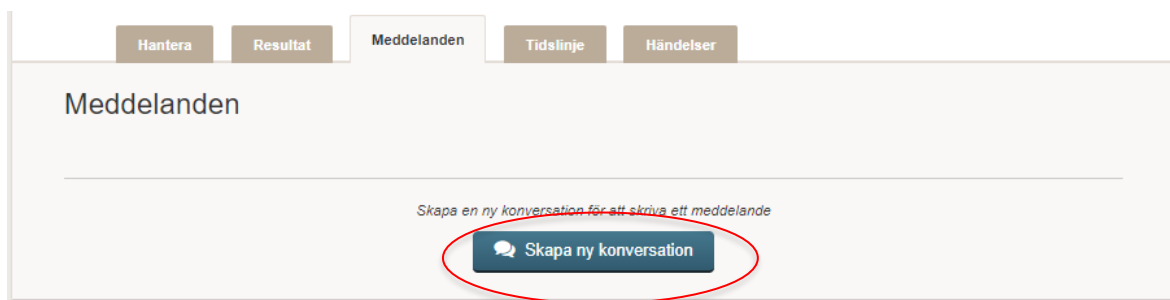 Hantera Resultat Meddelanden Tidslinje Händelser
Meddelanden
Skapa en ny konversation för att skriva ett meddelande
Skapa ny konversation